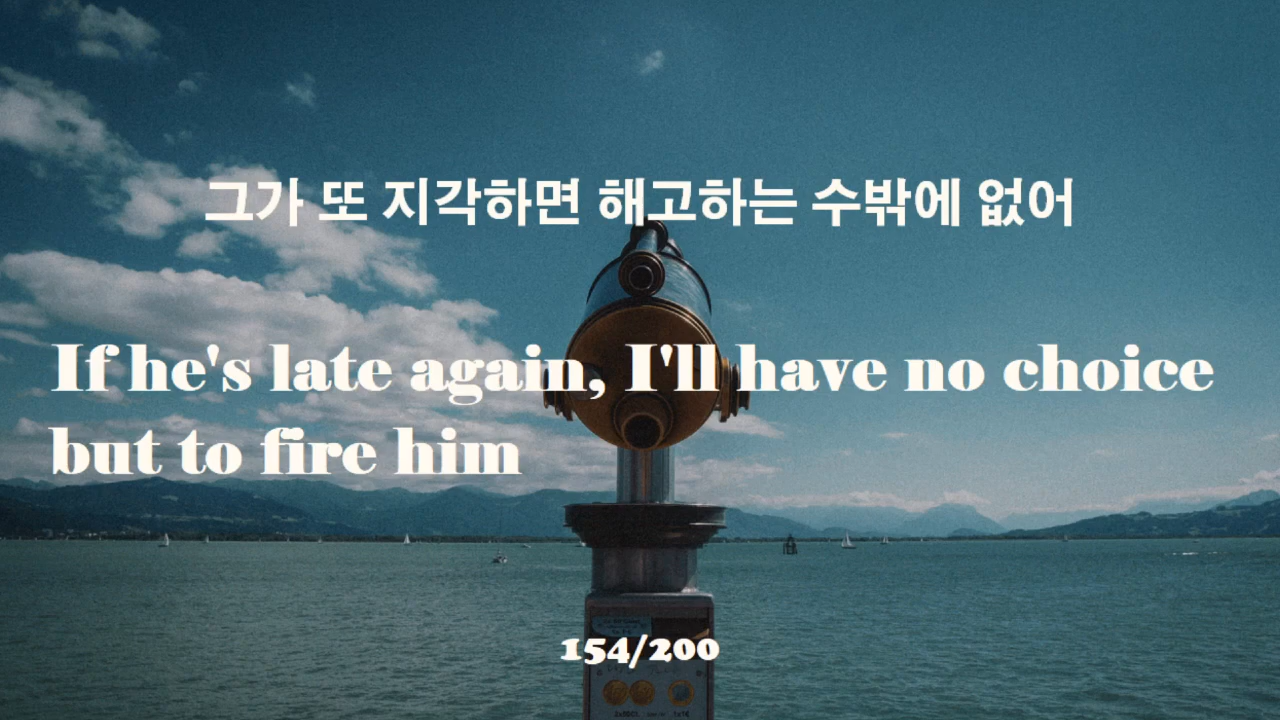 그가 또 지각하면 해고하는 수밖에 없어
If he's late again, I'll have no choice
but to fire him
154/200